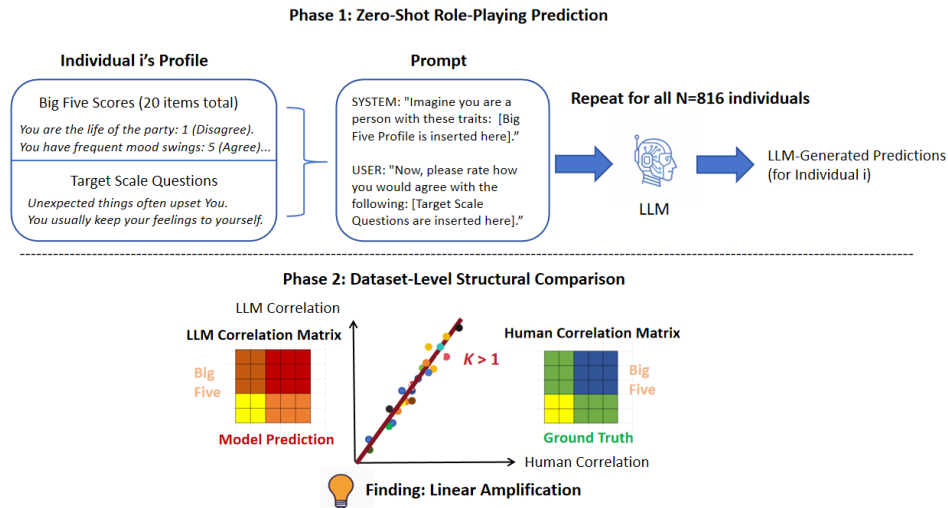 Phase 1: Zero-Shot Role-Playing Prediction
Individual i's Profile
Big Five Scores (20 items total)
You are the life of the party: 1 (Disagree).
You have frequent mood swings: 5 (Agree)...
Target Scale Questions
Unexpected things often upset You.
You usually keep your feelings to yourself.
Prompt
SYSTEM: "Imagine you are
a person with these traits:  [Big
Five Profile is inserted here].”
USER: "Now, please rate how
you would agree with the
following: [Target Scale
Questions are inserted here].”
Repeat for all N=816 individuals
LLM
LLM-Generated Predictions
(for Individual i)
Phase 2: Dataset-Level Structural Comparison
LLM Correlation
LLM Correlation Matrix
Big
Five
Model Prediction
K > 1
Human Correlation Matrix
Big
Five
Ground Truth
Human Correlation
Finding: Linear Amplification